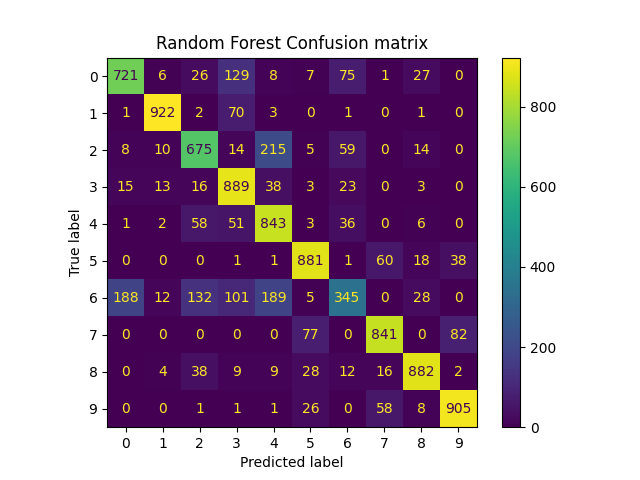 Random Forest Confusion matrix
0 721 6 26 129 8 7 75 1 27 0
1 1 922 2 70 3 0 1 0 1 0
2 8 10 675 14 215 5 59 0 14 0
3 15 13 16 889 38 3 23 0 3 0
4 1 2 58 51 843 3 36 0 6 0
5 0 0 0 1 1 881 1 60 18 38
6 188 12 132 101 189 5 345 0 28 0
7 0 0 0 0 0 77 0 841 0 82
8 0 4 38 9 9 28 12 16 882 2
9 0 0 1 1 1 26 0 58 8 905
0 1 2 3 4 5 6 7 8 9
Predicted label
True label
800
600
400
200
0